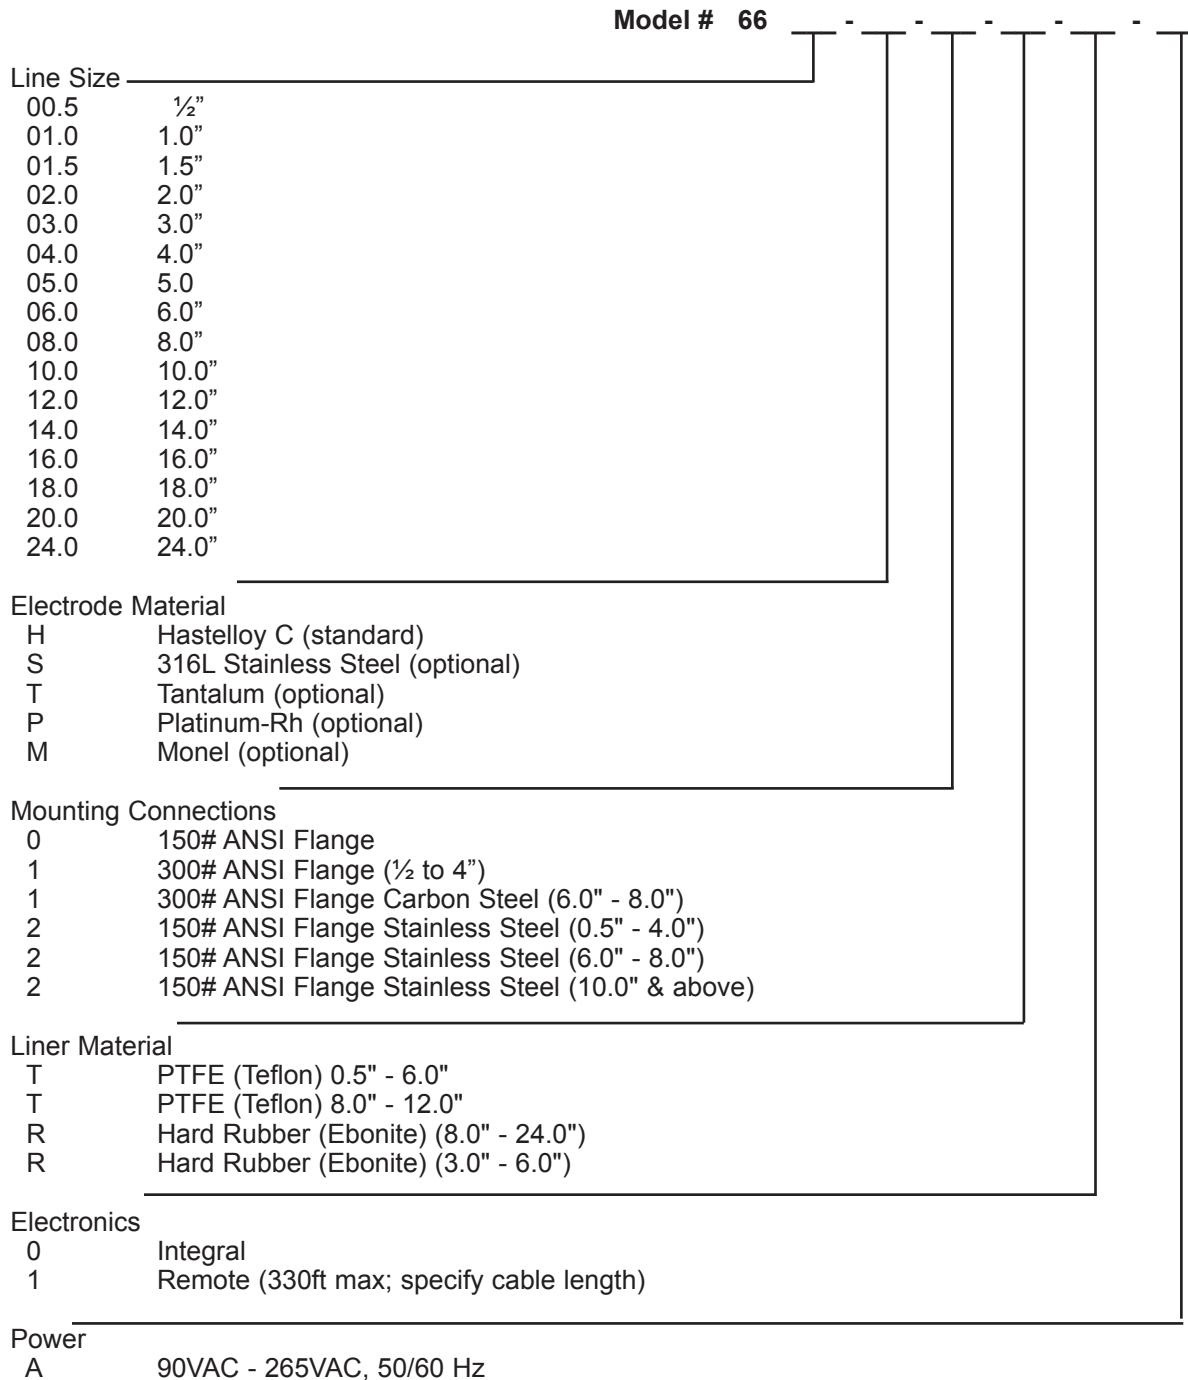 Model # 66 ___ - ___ - ___ - ___ - ___ - ___
Line Size
00.5 ½”
01.0 1.0”
01.5 1.5”
02.0 2.0”
03.0 3.0”
04.0 4.0”
05.0 5.0
06.0 6.0”
08.0 8.0”
10.0 10.0”
12.0 12.0”
14.0 14.0”
16.0 16.0”
18.0 18.0”
20.0 20.0”
24.0 24.0”
Electrode Material
H Hastelloy C (standard)
S 316L Stainless Steel (optional)
T Tantalum (optional)
P Platinum-Rh (optional)
M Monel (optional)
Mounting Connections
0 150# ANSI Flange
1 300# ANSI Flange (½ to 4”)
1 300# ANSI Flange Carbon Steel (6.0" - 8.0")
2 150# ANSI Flange Stainless Steel (0.5" - 4.0")
2 150# ANSI Flange Stainless Steel (6.0" - 8.0")
2 150# ANSI Flange Stainless Steel (10.0" & above)
Liner Material
T PTFE (Teflon) 0.5" - 6.0"
T PTFE (Teflon) 8.0" - 12.0"
R Hard Rubber (Ebonite) (8.0" - 24.0")
R Hard Rubber (Ebonite) (3.0" - 6.0")
Electronics
0 Integral
1 Remote (330ft max; specify cable length)
Power
A 90VAC - 265VAC, 50/60 Hz